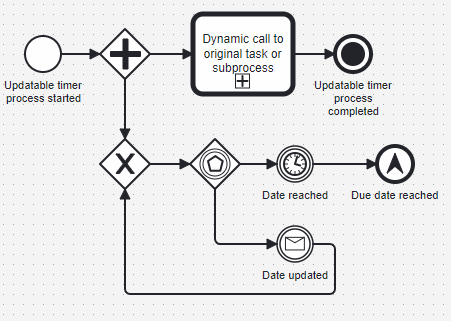 Updatable timer
process started
Dynamic call to
original task or
subprocess
Updatable timer
process
completed
Date reached
Due date reached
Date updated